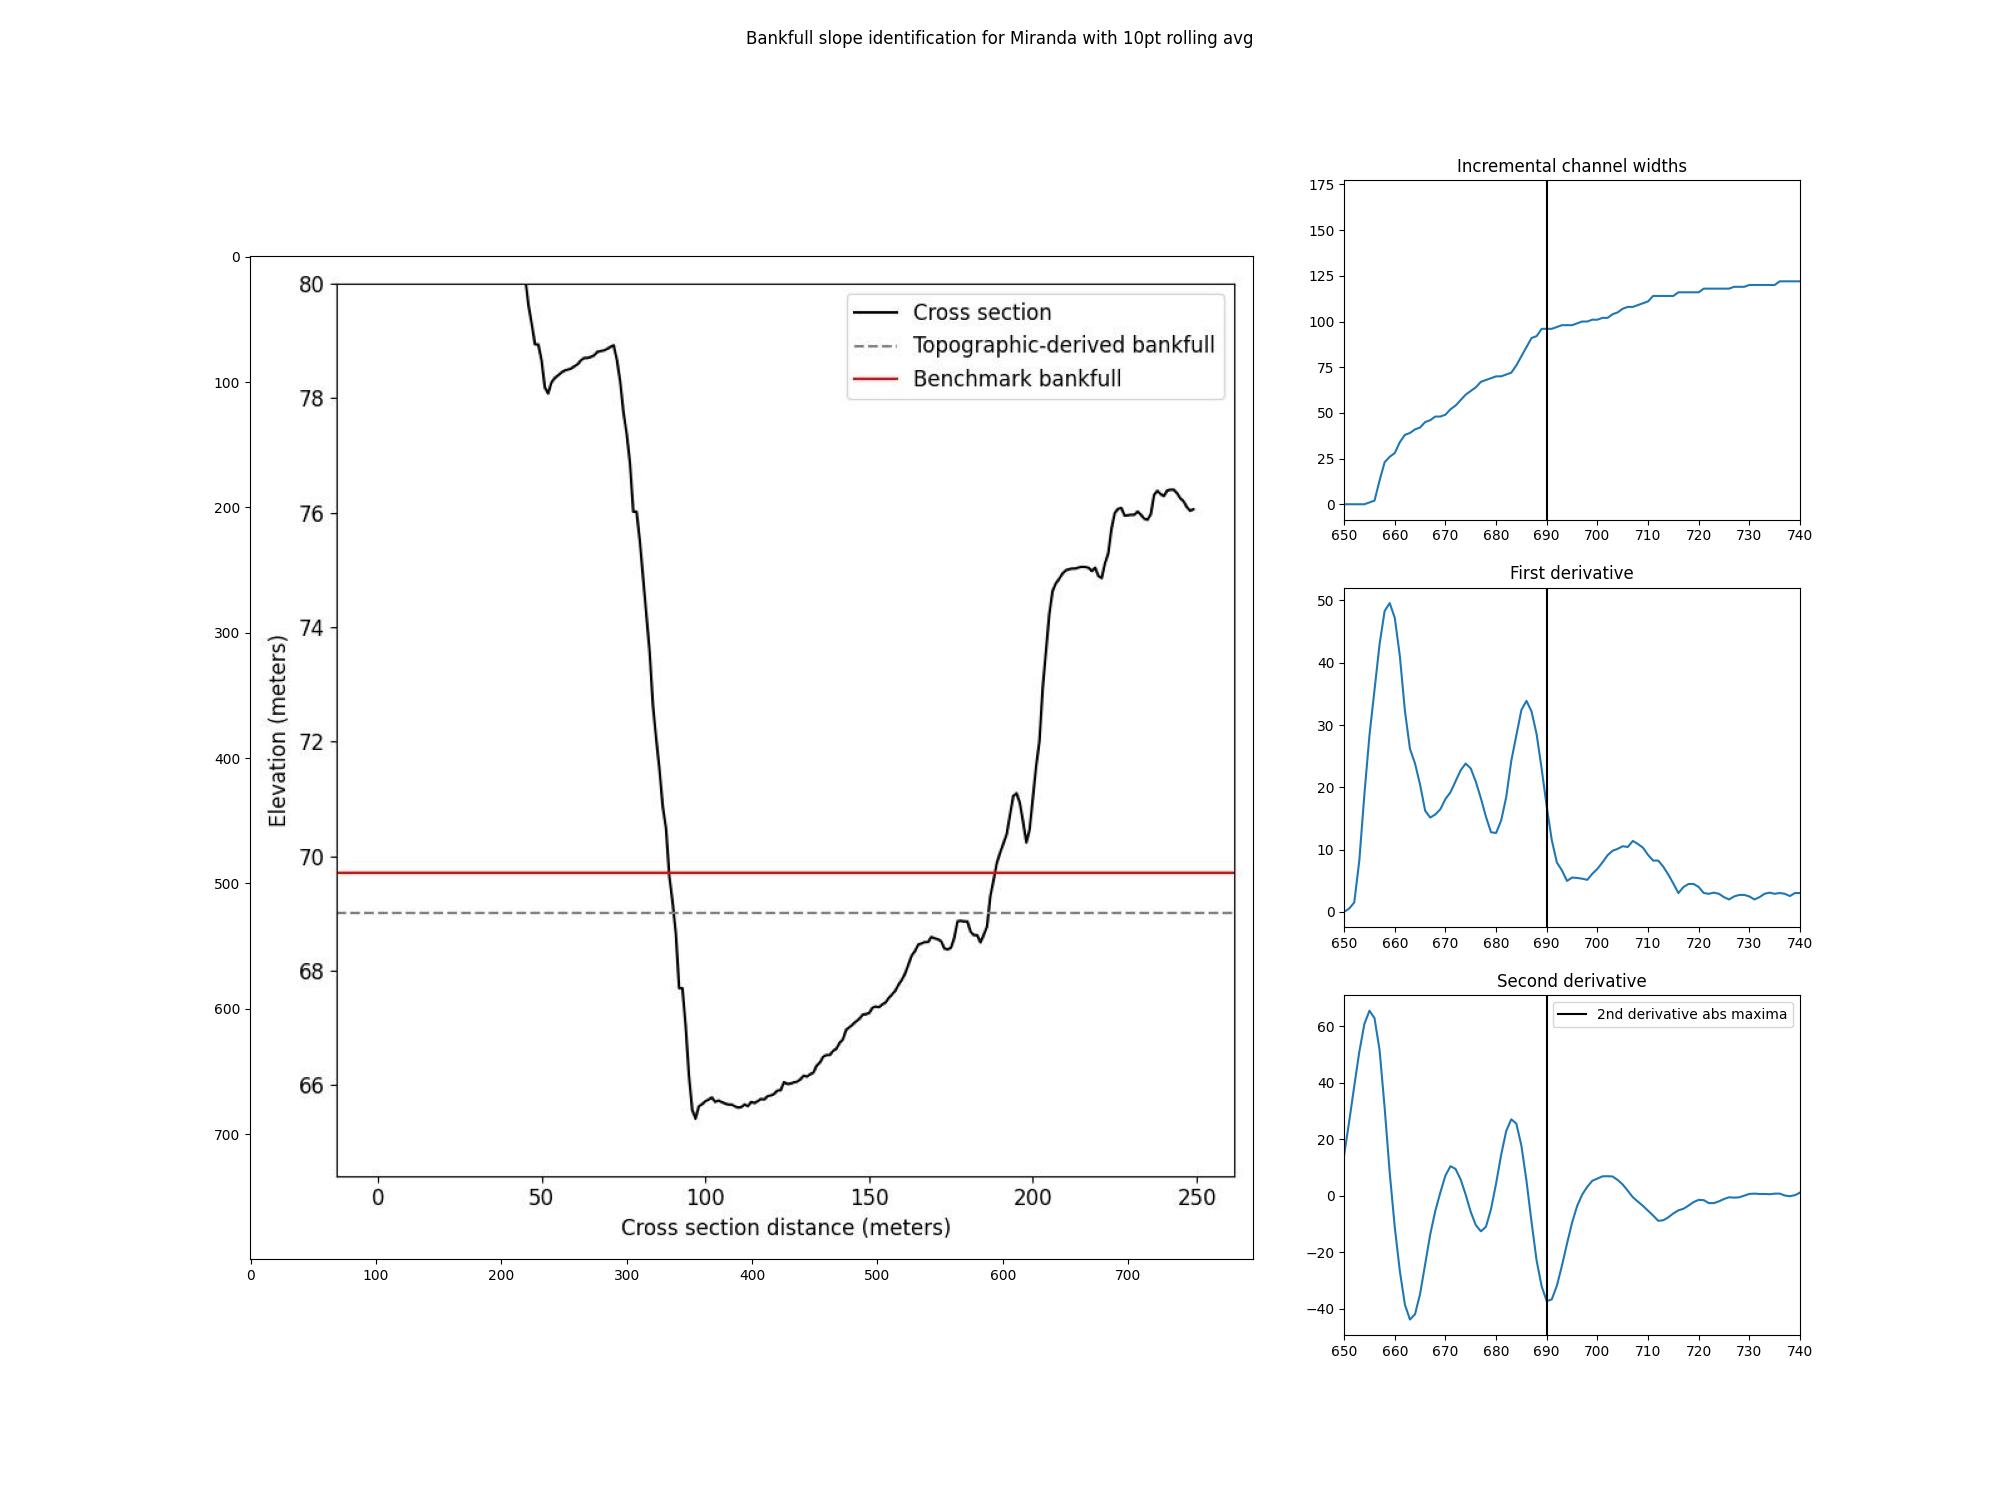 Bankfull slope identification for Miranda with 10pt rolling avg
0
100
200
300
400
500
600
700
0 100 200 300 400 500 600 700
80
78
76
74
72
70
68
66
Elevation (meters)
Cross section
Topographic-derived bankfull
Benchmark bankfull
0 50 100 150 200 250
Cross section distance (meters)
Incremental channel widths
175
150
125
100
75
50
25
0
650 660 670 680 690 700 710 720 730 740
First derivative
50
40
30
20
10
0
650 660 670 680 690 700 710 720 730 740
Second derivative
2nd derivative abs maxima
60
40
20
0
−20
−40
650 660 670 680 690 700 710 720 730 740